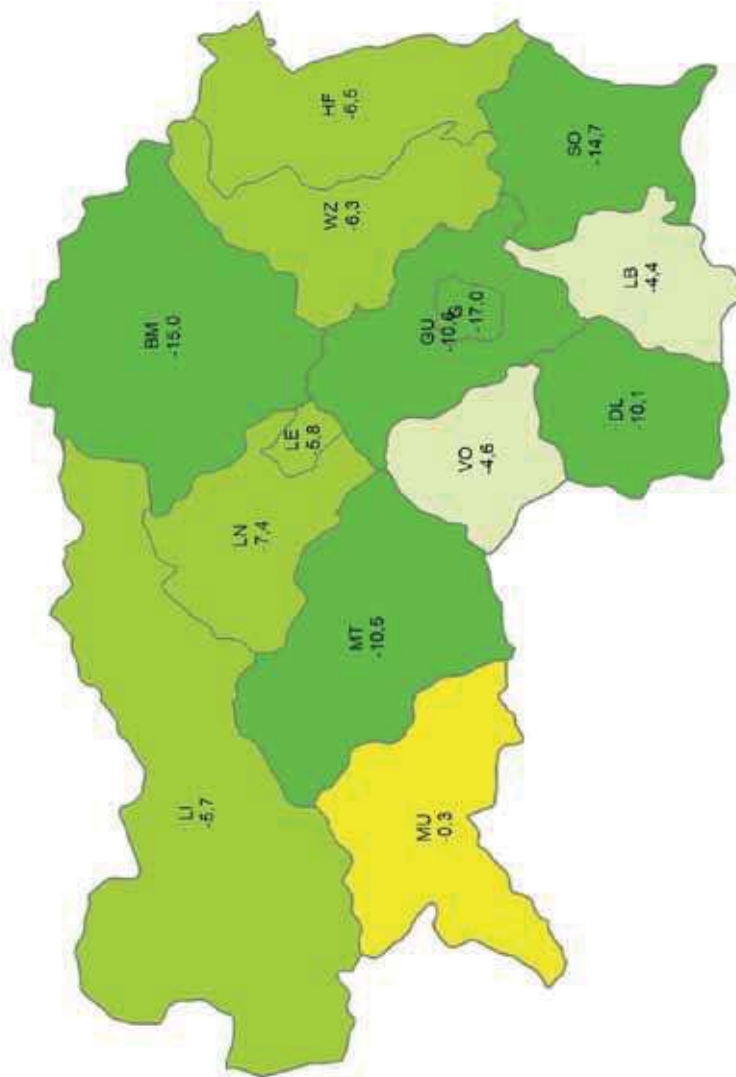 BM
-15,0
LI
-5,7
LN
-7,4
LE
-5,8
HF
-6,5
WZ
-6,3
MT
-10,5
MU
-0,3
GU
-10,6
G
-17,0
VO
-4,6
SO
-14,7
DL
-10,1
LB
-4,4